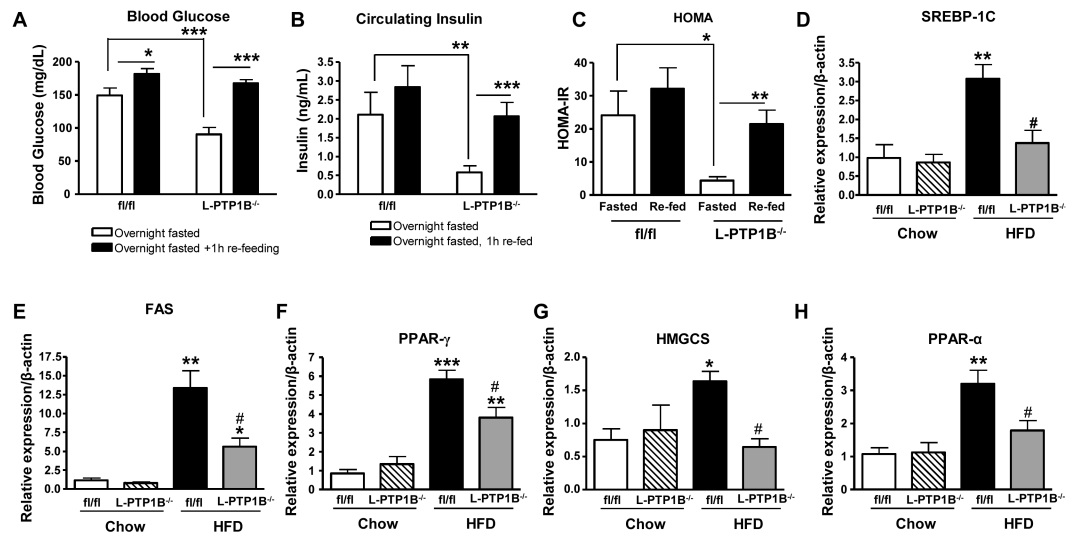 A
Blood Glucose
Blood Glucose (mg/dL)
200
150
100
50
0
***
*
***
fl/fl
L-PTP1B-/-
Overnight fasted
Overnight fasted +1h re-feeding
B
Circulating Insulin
Insulin (ng/mL)
3.5
3.0
2.5
2.0
1.5
1.0
0.5
0.0
**
***
fl/fl
L-PTP1B-/-
Overnight fasted
Overnight fasted, 1h re-fed
C
HOMA
HOMA-IR
40
30
20
10
0
*
**
Fasted Re-fed Fasted Re-fed
fl/fl
L-PTP1B-/-
D
SREBP-1C
Relative expression/β-actin
3.5
3.0
2.5
2.0
1.5
1.0
0.5
0.0
**
#
fl/fl L-PTP1B-/- fl/fl L-PTP1B-/-
Chow
HFD
E
FAS
Relative expression/β-actin
17.5
15.0
12.5
10.0
7.5
5.0
2.5
0.0
**
#
*
fl/fl L-PTP1B-/- fl/fl L-PTP1B-/-
Chow
HFD
F
PPAR-γ
Relative expression/β-actin
7
6
5
4
3
2
1
0
***
#
**
fl/fl L-PTP1B-/- fl/fl L-PTP1B-/-
Chow
HFD
G
HMGCS
Relative expression/β-actin
2.0
1.5
1.0
0.5
0.0
*
#
fl/fl L-PTP1B-/- fl/fl L-PTP1B-/-
Chow
HFD
H
PPAR-α
Relative expression/β-actin
4
3
2
1
0
**
#
fl/fl L-PTP1B-/- fl/fl L-PTP1B-/-
Chow
HFD